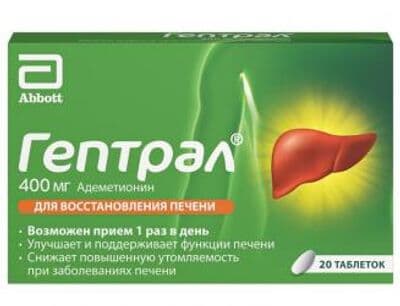 Гептрал
Abbott
Гептрал®
400 мг Адеметионин
ДЛЯ ВОССТАНОВЛЕНИЯ ПЕЧЕНИ
• Возможен прием 1 раз в день
• Улучшает и поддерживает функции печени
• Снижает повышенную утомляемость
при заболеваниях печени
20 ТАБЛЕТОК